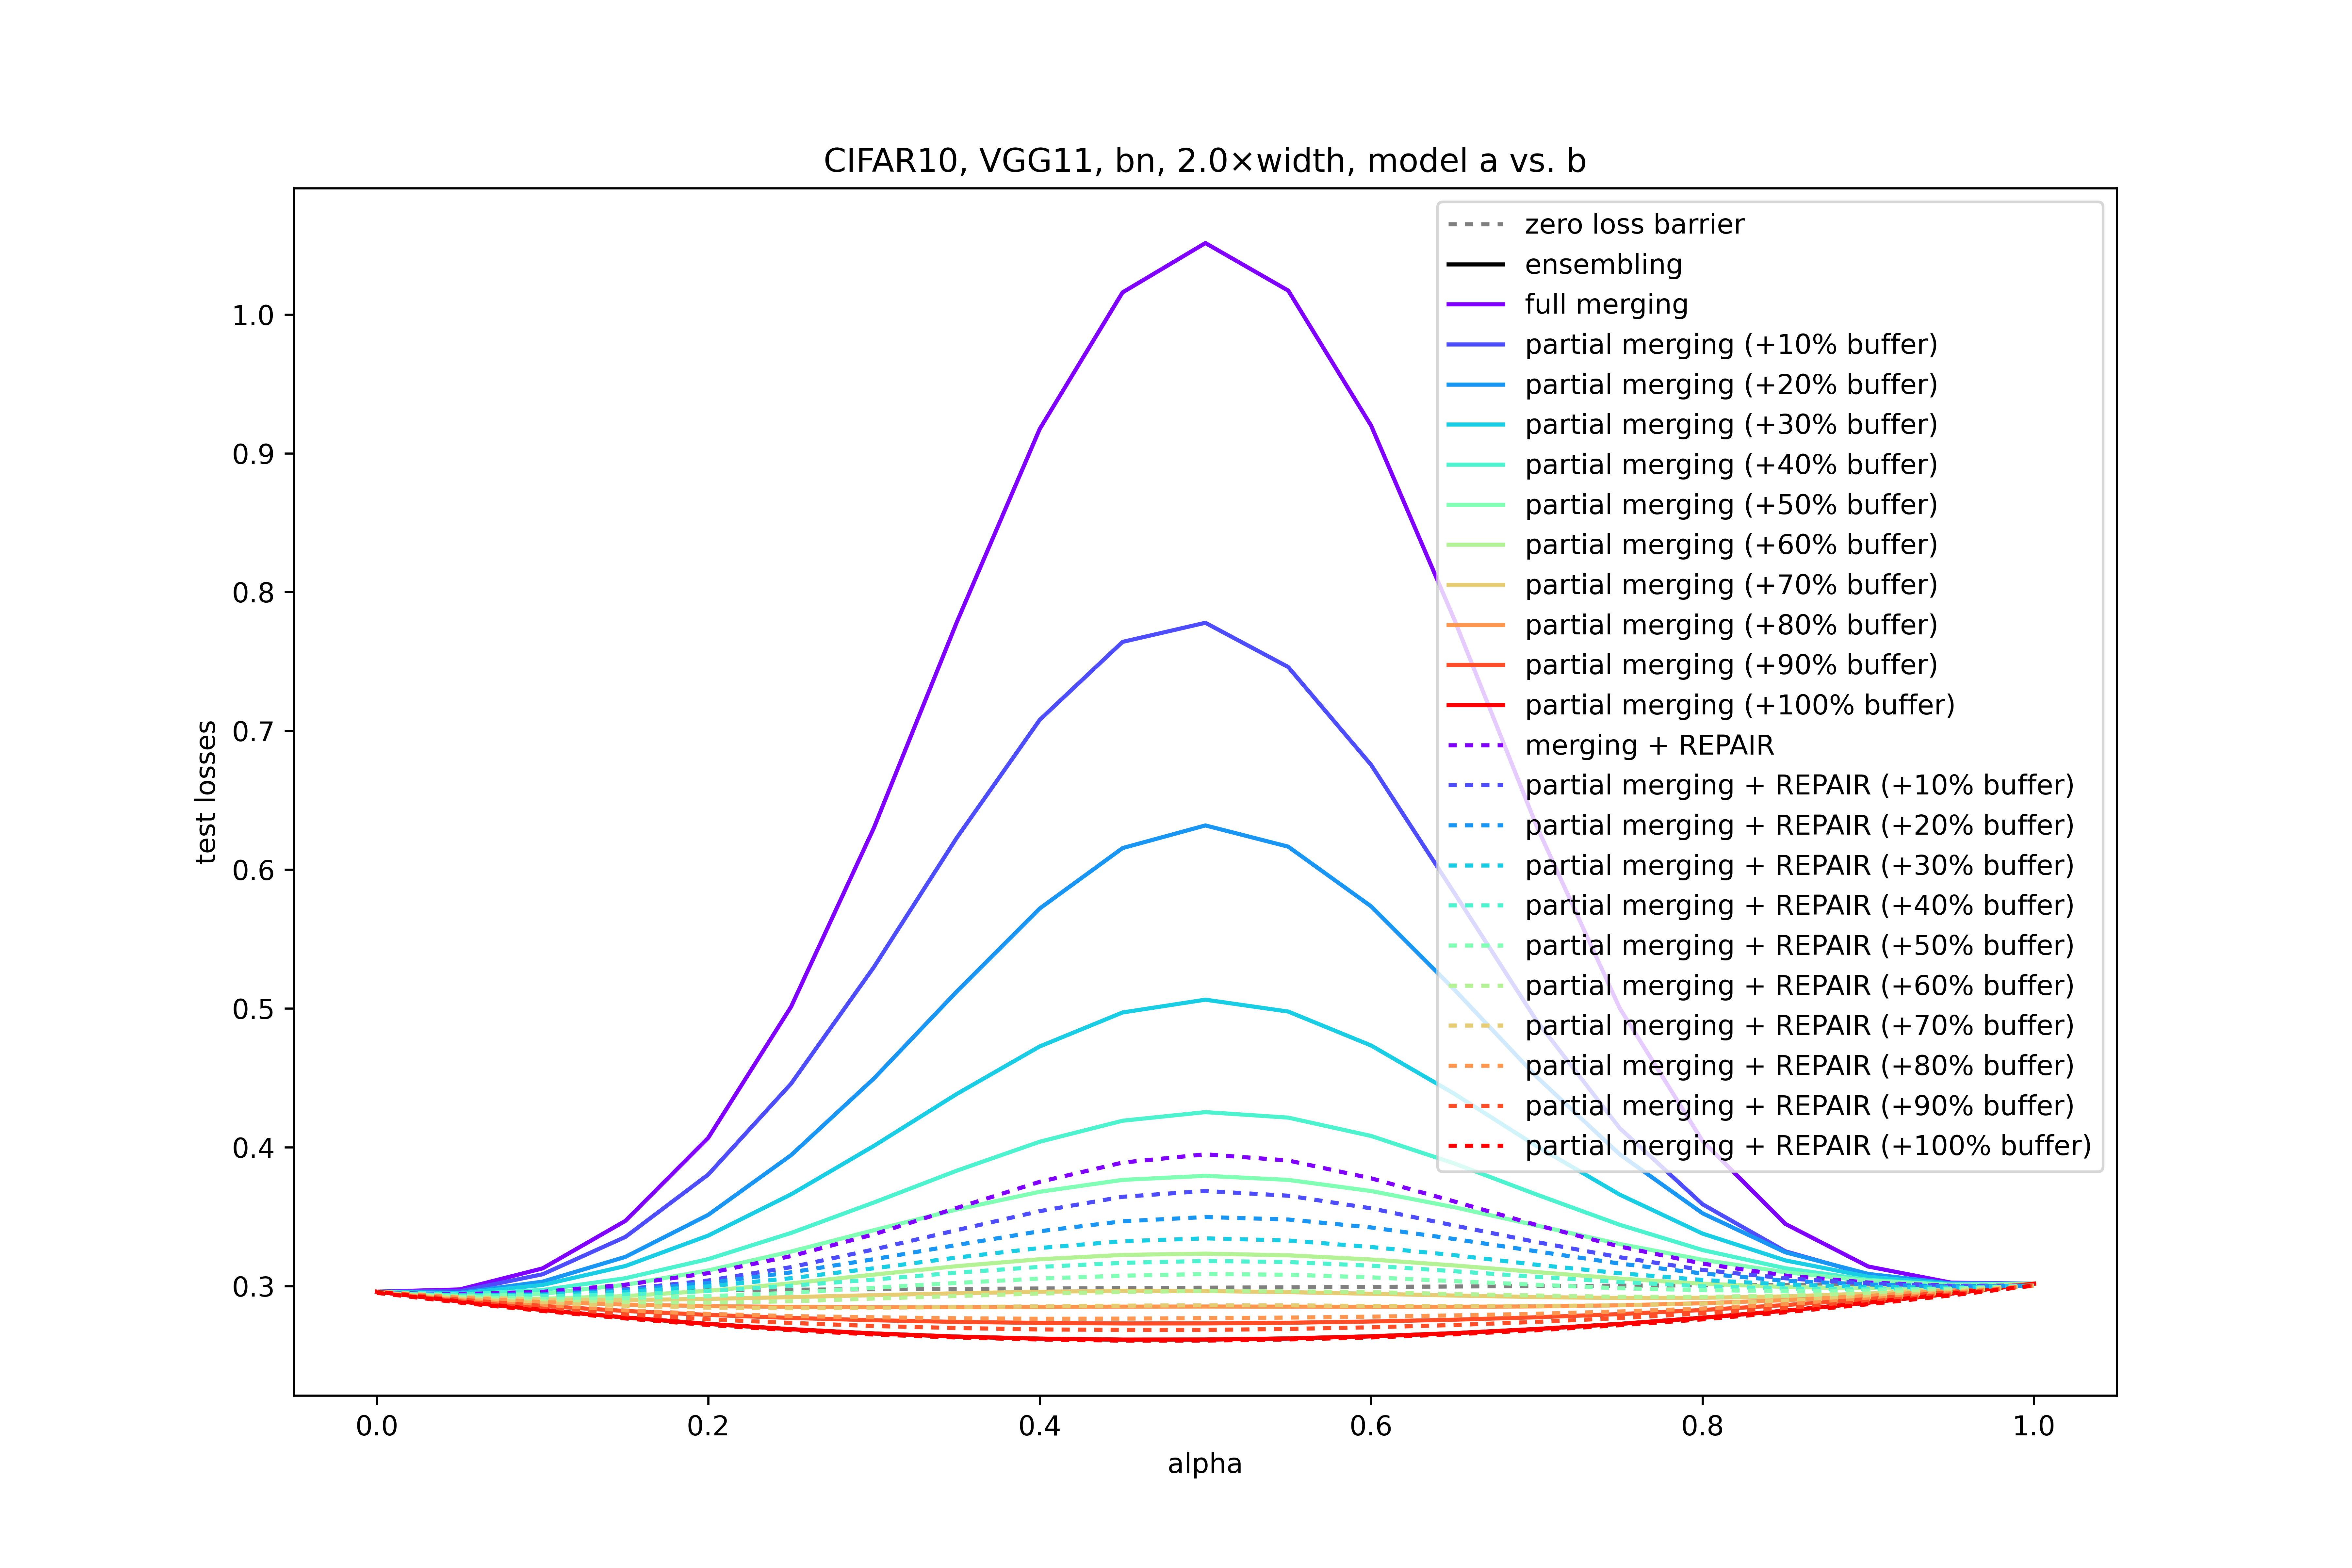 CIFAR10, VGG11, bn, 2.0×width, model a vs. b
test losses
1.0
0.9
0.8
0.7
0.6
0.5
0.4
0.3
zero loss barrier
ensembling
full merging
partial merging (+10% buffer)
partial merging (+20% buffer)
partial merging (+30% buffer)
partial merging (+40% buffer)
partial merging (+50% buffer)
partial merging (+60% buffer)
partial merging (+70% buffer)
partial merging (+80% buffer)
partial merging (+90% buffer)
partial merging (+100% buffer)
merging + REPAIR
partial merging + REPAIR (+10% buffer)
partial merging + REPAIR (+20% buffer)
partial merging + REPAIR (+30% buffer)
partial merging + REPAIR (+40% buffer)
partial merging + REPAIR (+50% buffer)
partial merging + REPAIR (+60% buffer)
partial merging + REPAIR (+70% buffer)
partial merging + REPAIR (+80% buffer)
partial merging + REPAIR (+90% buffer)
partial merging + REPAIR (+100% buffer)
0.0 0.2 0.4 0.6 0.8 1.0
alpha